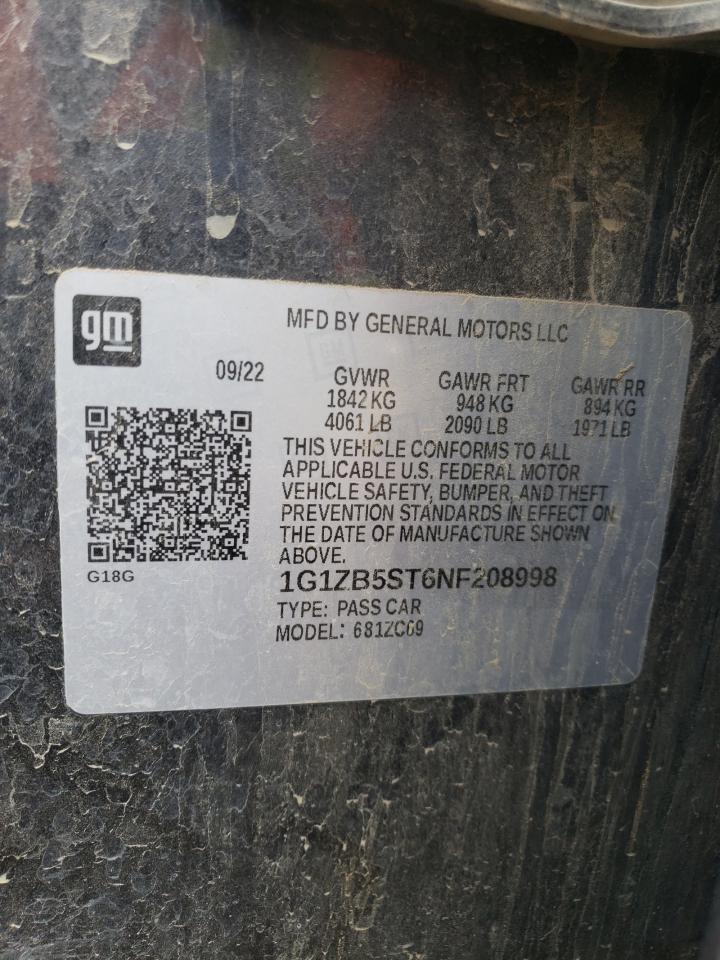 gm
MFD BY GENERAL MOTORS LLC
09/22
GVWR GAWR FRT GAWR RR
1842 KG 948 KG 894 KG
4061 LB 2090 LB 1971 LB
THIS VEHICLE CONFORMS TO ALL
APPLICABLE U.S. FEDERAL MOTOR
VEHICLE SAFETY, BUMPER, AND THEFT
PREVENTION STANDARDS IN EFFECT ON
THE DATE OF MANUFACTURE SHOWN
ABOVE.
G18G
1G1ZB5ST6NF208998
TYPE: PASS CAR
MODEL: 681ZC69